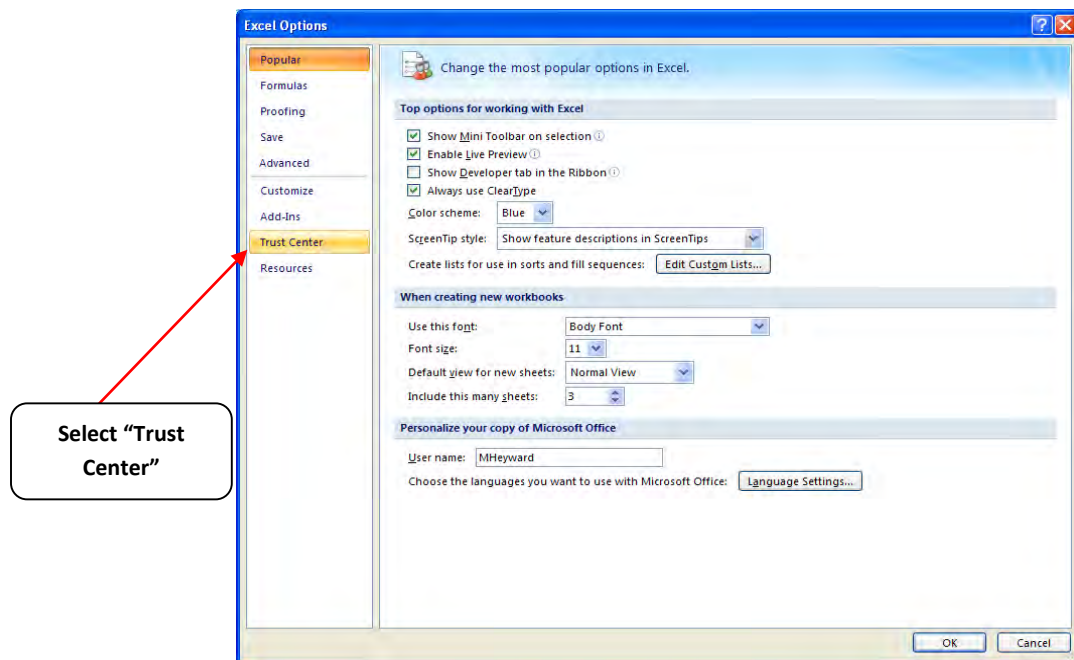 Excel Options
Popular
Formulas
Proofing
Save
Advanced
Customize
Add-Ins
Trust Center
Resources
Change the most popular options in Excel.
Top options for working with Excel
Show Mini Toolbar on selection
Enable Live Preview
Show Developer tab in the Ribbon
Always use ClearType
Color scheme: Blue
ScreenTip style: Show feature descriptions in ScreenTips
Create lists for use in sorts and fill sequences: Edit Custom Lists...
When creating new workbooks
Use this font: Body Font
Font size: 11
Default view for new sheets: Normal View
Include this many sheets: 3
Personalize your copy of Microsoft Office
User name: MHeyward
Choose the languages you want to use with Microsoft Office: Language Settings...
OK Cancel
Select “Trust
Center”